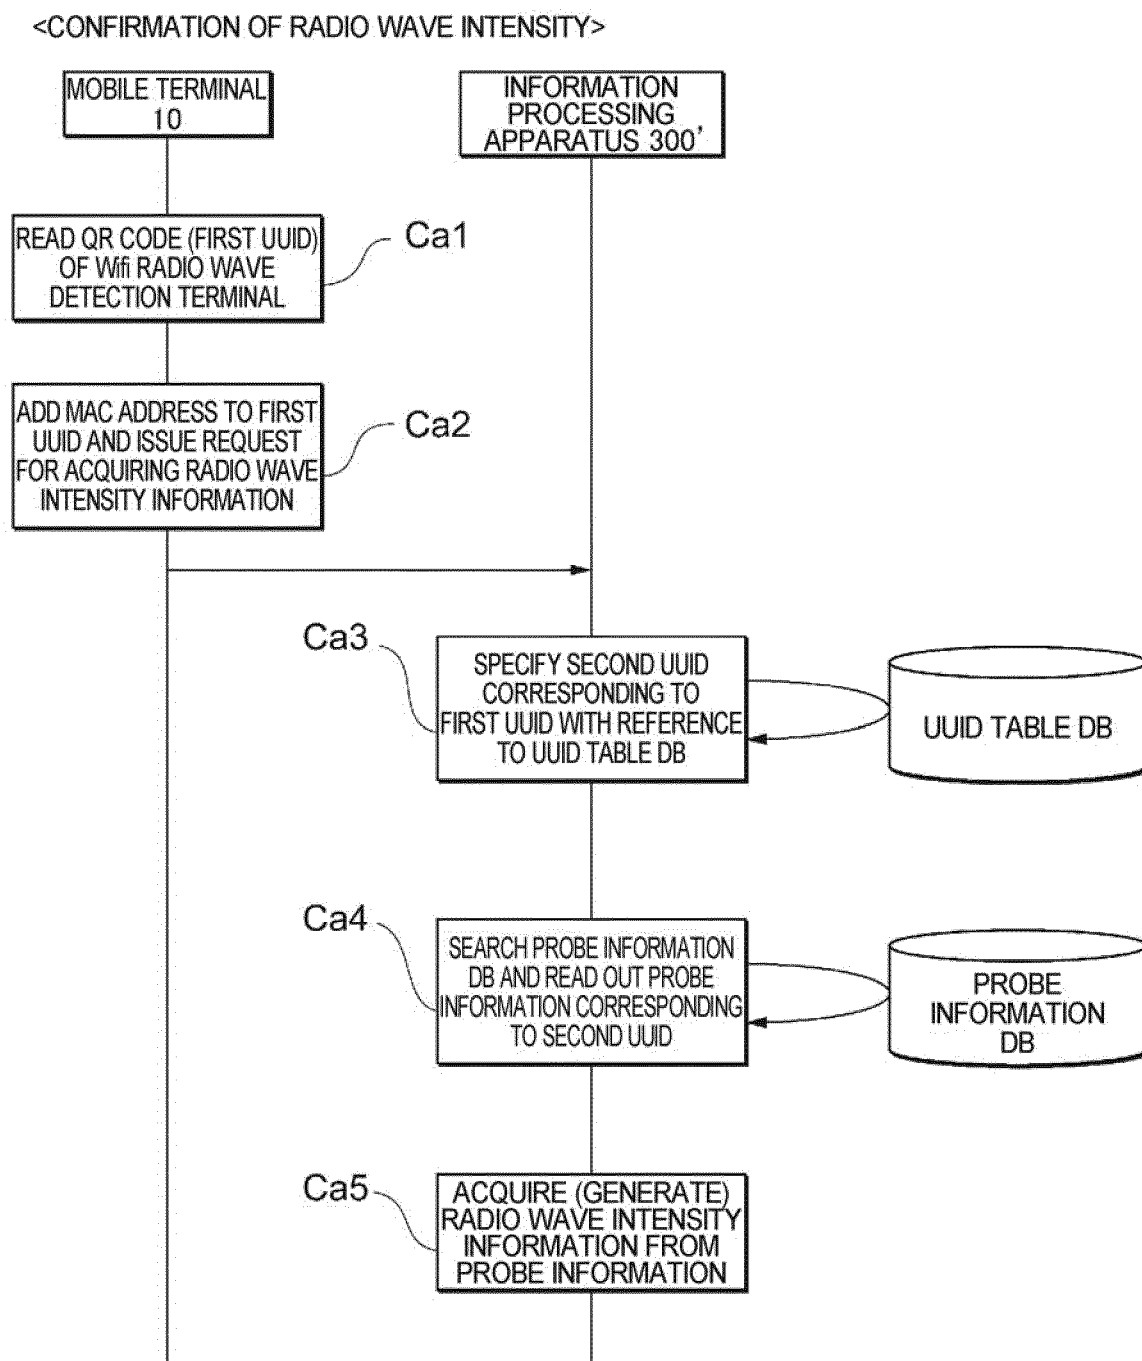 <CONFIRMATION OF RADIO WAVE INTENSITY>
MOBILE TERMINAL
10
INFORMATION
PROCESSING
APPARATUS 300'
READ QR CODE (FIRST UUID)
OF Wifi RADIO WAVE
DETECTION TERMINAL
Ca1
ADD MAC ADDRESS TO FIRST
UUID AND ISSUE REQUEST
FOR ACQUIRING RADIO WAVE
INTENSITY INFORMATION
Ca2
Ca3
SPECIFY SECOND UUID
CORRESPONDING TO
FIRST UUID WITH REFERENCE
TO UUID TABLE DB
UUID TABLE DB
Ca4
SEARCH PROBE INFORMATION
DB AND READ OUT PROBE
INFORMATION CORRESPONDING
TO SECOND UUID
PROBE
INFORMATION
DB
Ca5
ACQUIRE (GENERATE)
RADIO WAVE INTENSITY
INFORMATION FROM
PROBE INFORMATION